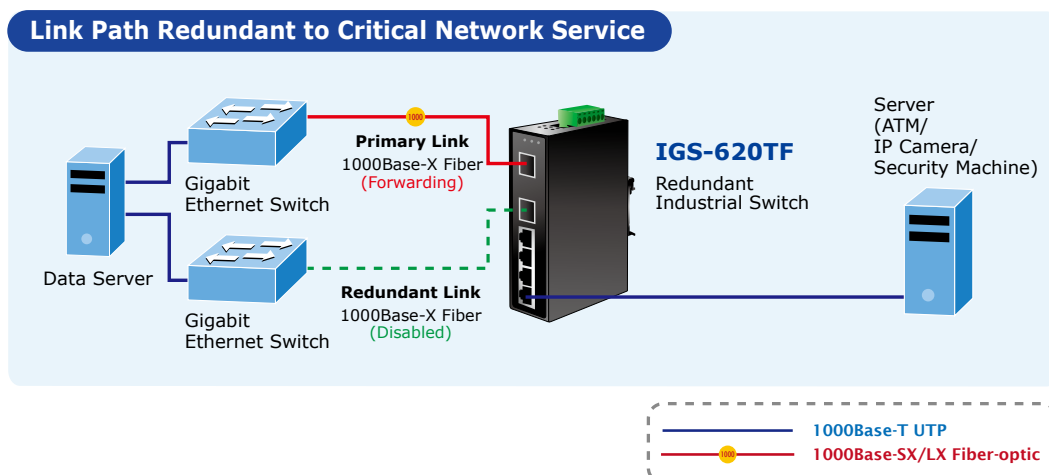 Link Path Redundant to Critical Network Service
1000
Primary Link
1000Base-X Fiber
(Forwarding)
Gigabit
Ethernet Switch
Data Server
Redundant Link
1000Base-X Fiber
(Disabled)
Gigabit
Ethernet Switch
IGS-620TF
Redundant
Industrial Switch
Server
(ATM/
IP Camera/
Security Machine)
1000Base-T UTP
1000
1000Base-SX/LX Fiber-optic